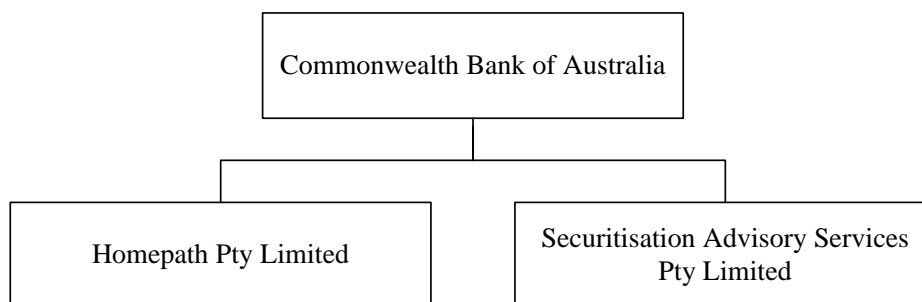 Commonwealth Bank of Australia
Homepath Pty Limited
Securitisation Advisory Services
Pty Limited